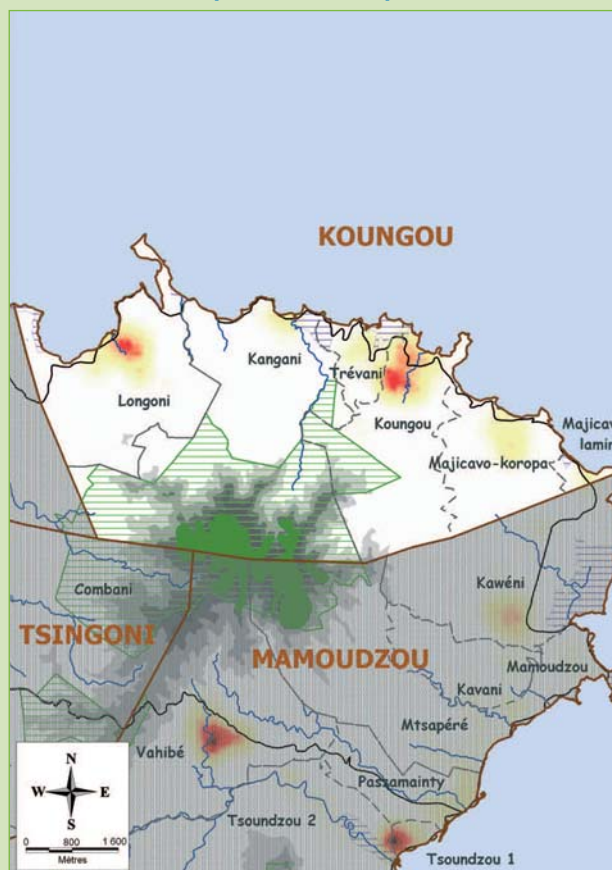 KOUNGOU
Kangani
Trévani
Longoni
Koungou
Majicavo-koropa
Combani
Kawéni
TSINGONI
MAMOUDZOU
Mamoudzou
Kavani
Mtsapéré
Vahibé
Passamainty
Tsoundzou 2
Tsoundzou 1
N
W E
S
0 800 1 600
Mètres